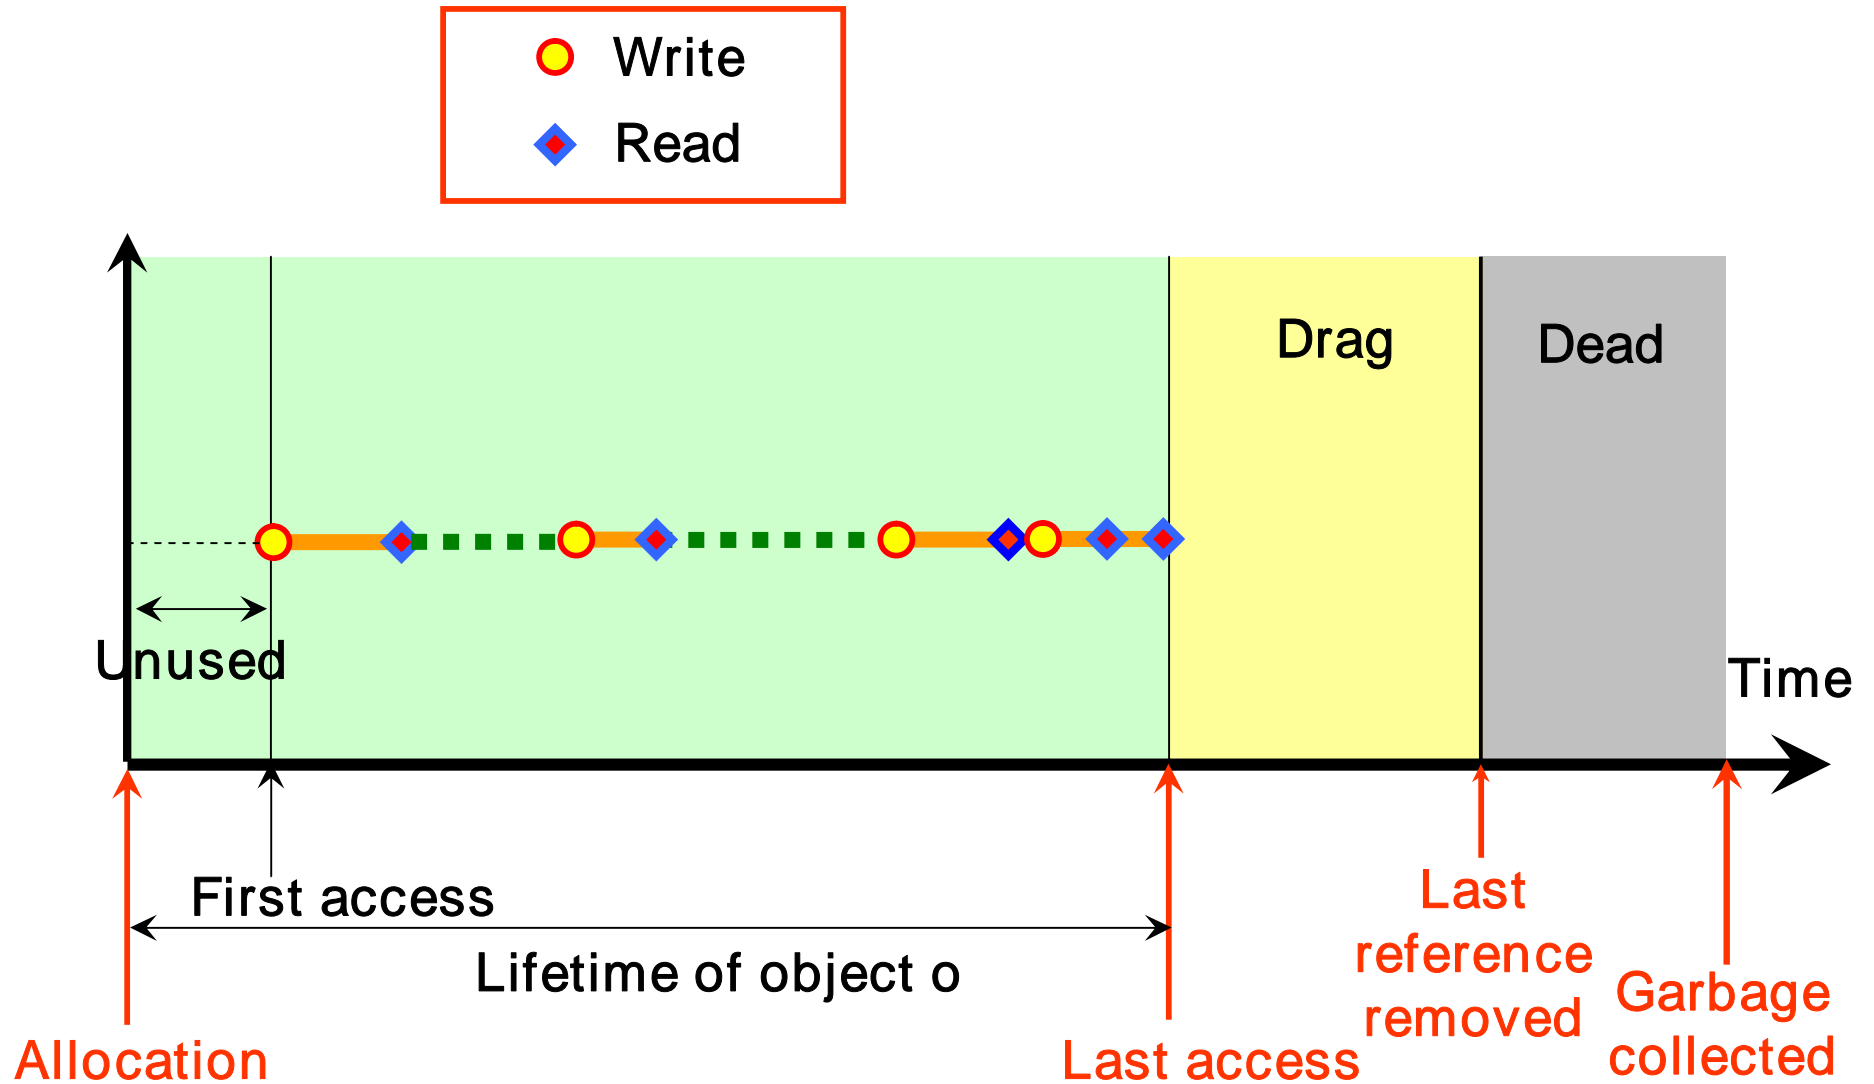 Write
Read
Drag
Dead
Unused
Time
First access
Lifetime of object o
Allocation
Last access
Last
reference
removed
Garbage
collected